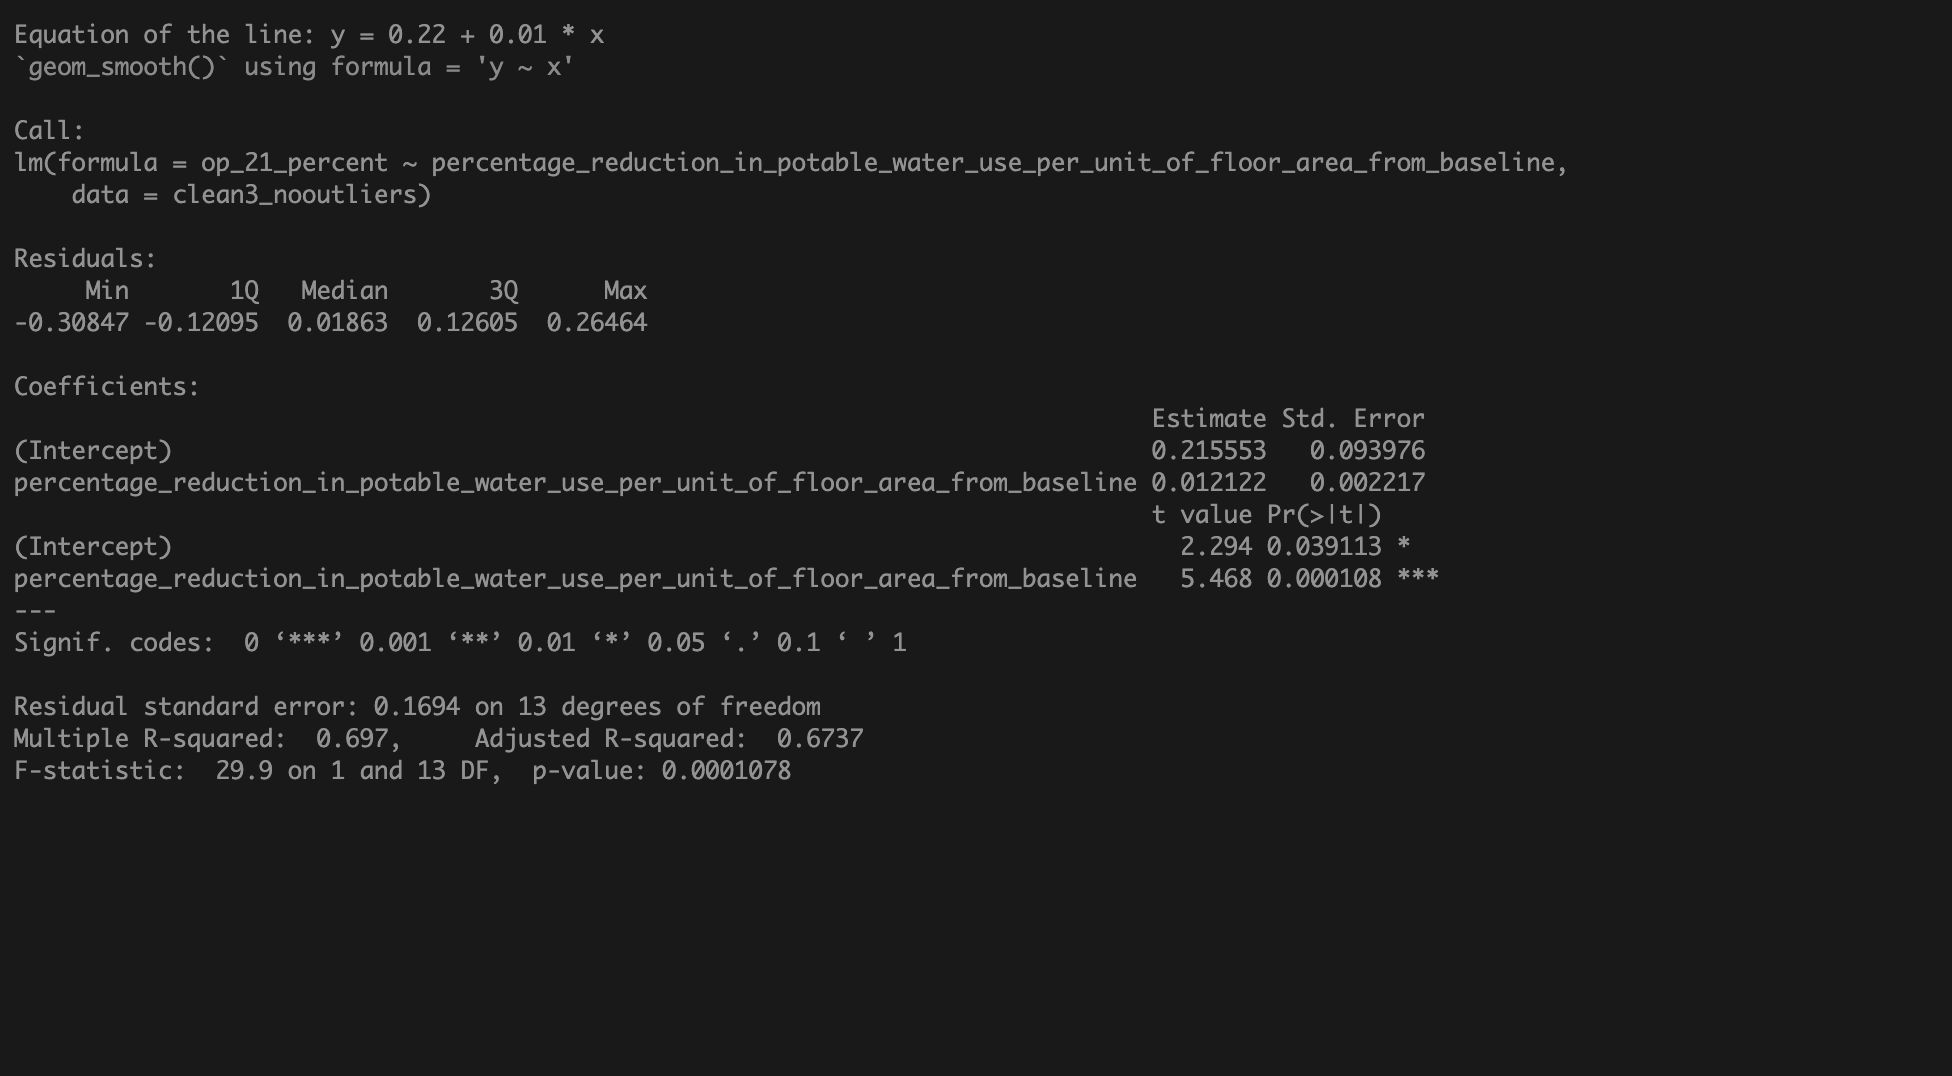 Equation of the line: y = 0.22 + 0.01 * x
`geom_smooth()` using formula = 'y ~ x'
Call:
lm(formula = op_21_percent ~ percentage_reduction_in_potable_water_use_per_unit_of_floor_area_from_baseline,
    data = clean3_nooutliers)
Residuals:
     Min       1Q   Median       3Q      Max
-0.30847 -0.12095  0.01863  0.12605  0.26464
Coefficients:
                                                                               Estimate Std. Error
(Intercept)                                                                    0.215553   0.093976
percentage_reduction_in_potable_water_use_per_unit_of_floor_area_from_baseline 0.012122   0.002217
                                                                               t value Pr(>|t|)
(Intercept)                                                                      2.294 0.039113 *
percentage_reduction_in_potable_water_use_per_unit_of_floor_area_from_baseline   5.468 0.000108 ***
---
Signif. codes:  0 ‘***’ 0.001 ‘**’ 0.01 ‘*’ 0.05 ‘.’ 0.1 ‘ ’ 1
Residual standard error: 0.1694 on 13 degrees of freedom
Multiple R-squared:  0.697,     Adjusted R-squared:  0.6737
F-statistic:  29.9 on 1 and 13 DF,  p-value: 0.0001078